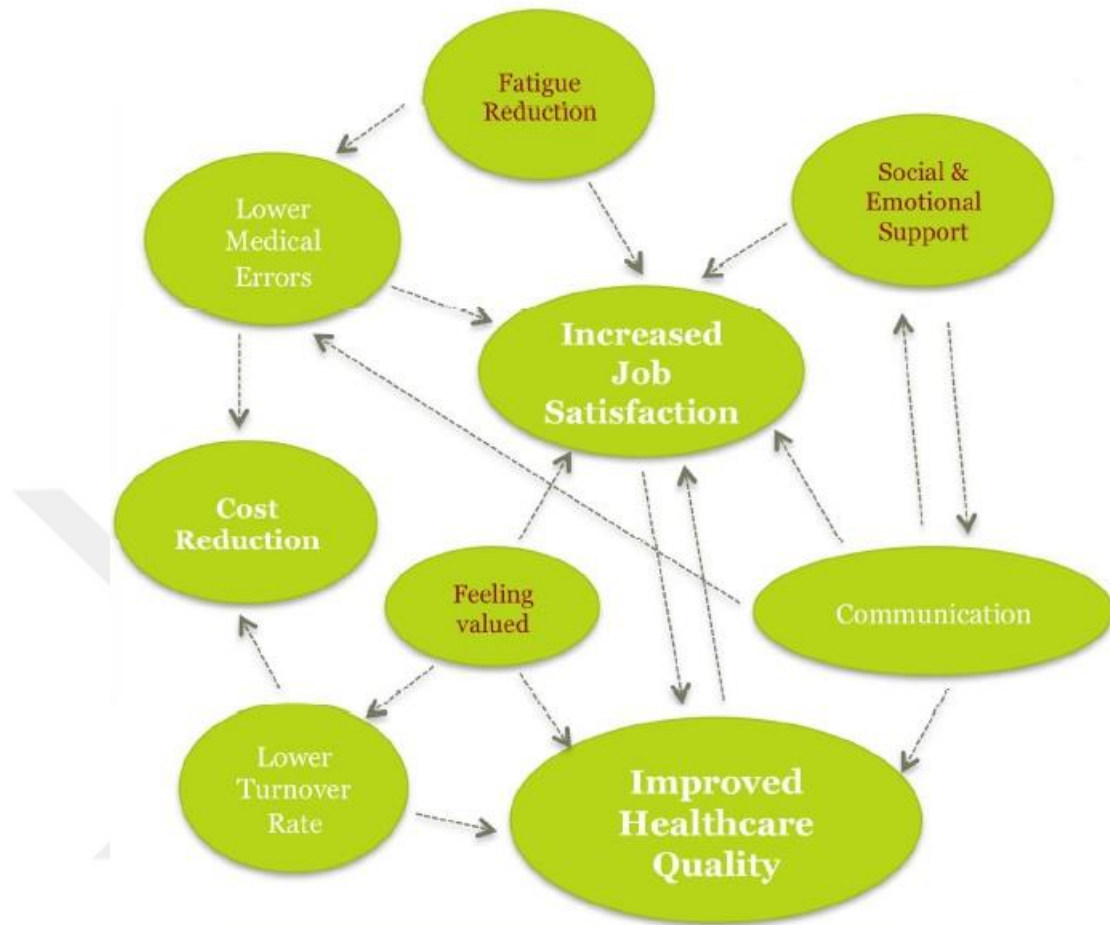 Fatigue
Reduction
Social &
Emotional
Support
Lower
Medical
Errors
Increased
Job
Satisfaction
Cost
Reduction
Feeling
valued
Communication
Lower
Turnover
Rate
Improved
Healthcare
Quality